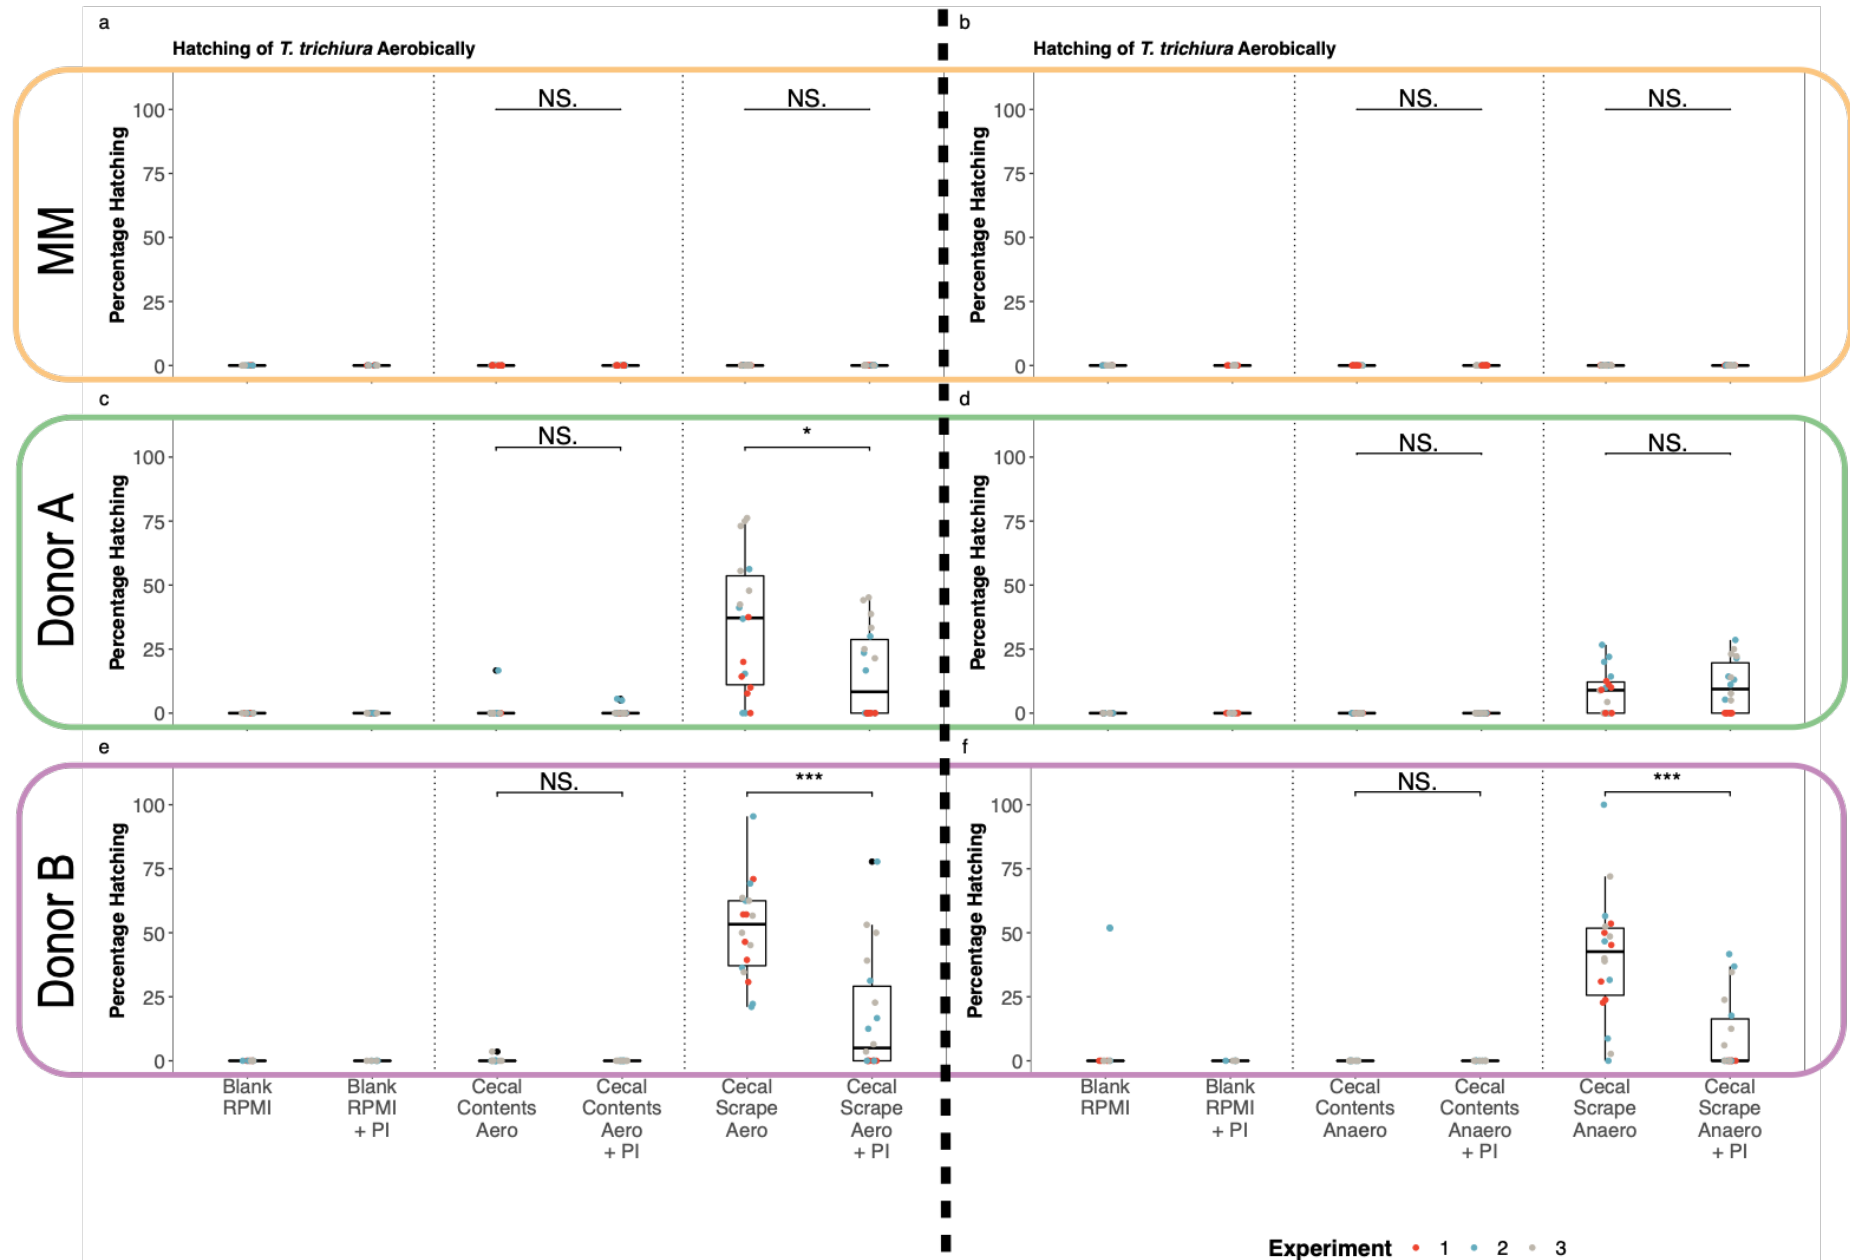 a
b
Hatching of T. trichiura Aerobically
Hatching of T. trichiura Aerobically
MM
Percentage Hatching
100
75
50
25
0
NS.
NS.
Percentage Hatching
100
75
50
25
0
NS.
NS.
c
d
Donor A
Percentage Hatching
100
75
50
25
0
NS.
*
Percentage Hatching
100
75
50
25
0
NS.
NS.
e
f
Donor B
Percentage Hatching
100
75
50
25
0
NS.
***
Percentage Hatching
100
75
50
25
0
NS.
***
Blank
RPMI
Blank
RPMI
+ PI
Cecal
Contents
Aero
Cecal
Contents
Aero
+ PI
Cecal
Scrape
Aero
Cecal
Scrape
Aero
+ PI
Blank
RPMI
Blank
RPMI
+ PI
Cecal
Contents
Anaero
Cecal
Contents
Anaero
+ PI
Cecal
Scrape
Anaero
Cecal
Scrape
Anaero
+ PI
Experiment 1 2 3